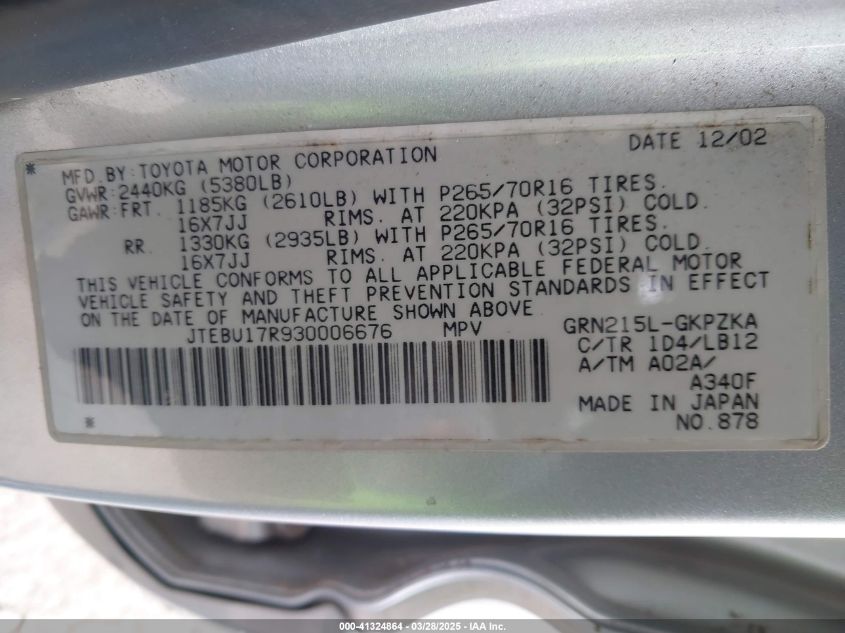 DATE 12/02
MFD. BY: TOYOTA MOTOR CORPORATION
GVWR: 2440KG (5380LB)
GAWR: FRT. 1185KG (2610LB) WITH P265/70R16 TIRES.
16X7JJ RIMS. AT 220KPA (32PSI) COLD.
RR. 1330KG (2935LB) WITH P265/70R16 TIRES.
16X7JJ RIMS. AT 220KPA (32PSI) COLD.
THIS VEHICLE CONFORMS TO ALL APPLICABLE FEDERAL MOTOR
VEHICLE SAFETY AND THEFT PREVENTION STANDARDS IN EFFECT
ON THE DATE OF MANUFACTURE SHOWN ABOVE.
JTEBU17R930006676 MPV
GRN215L-GKPZKA
C/TR 1D4/LB12
A/TM A02A/
A340F
MADE IN JAPAN
NO.878
000-41324864 - 03/28/2025 - IAA Inc.